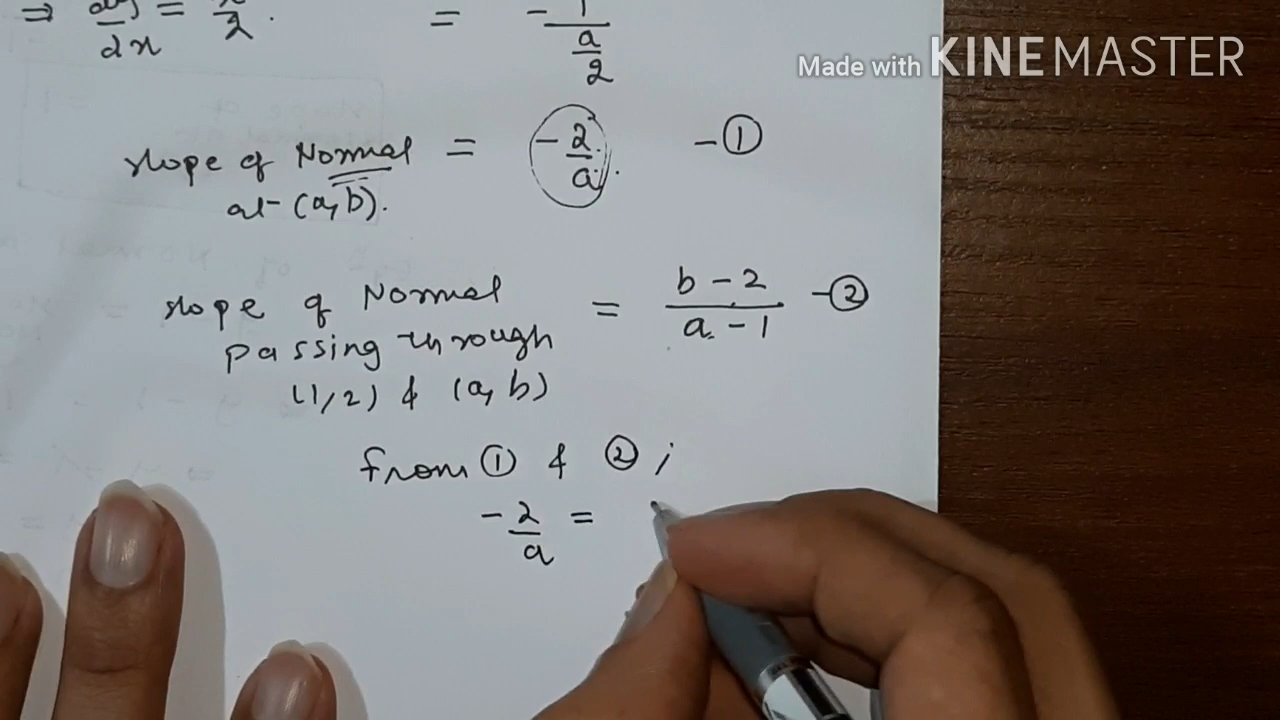 ⇒ dy/dx = x/2. = - 1/(a/2)
Made with KINEMASTER
slope of Normal = - 2/a. - ①
at (a, b).
slope of Normal = (b - 2)/(a - 1) - ②
passing through
(1, 2) & (a, b)
from ① & ② ;
- 2/a =